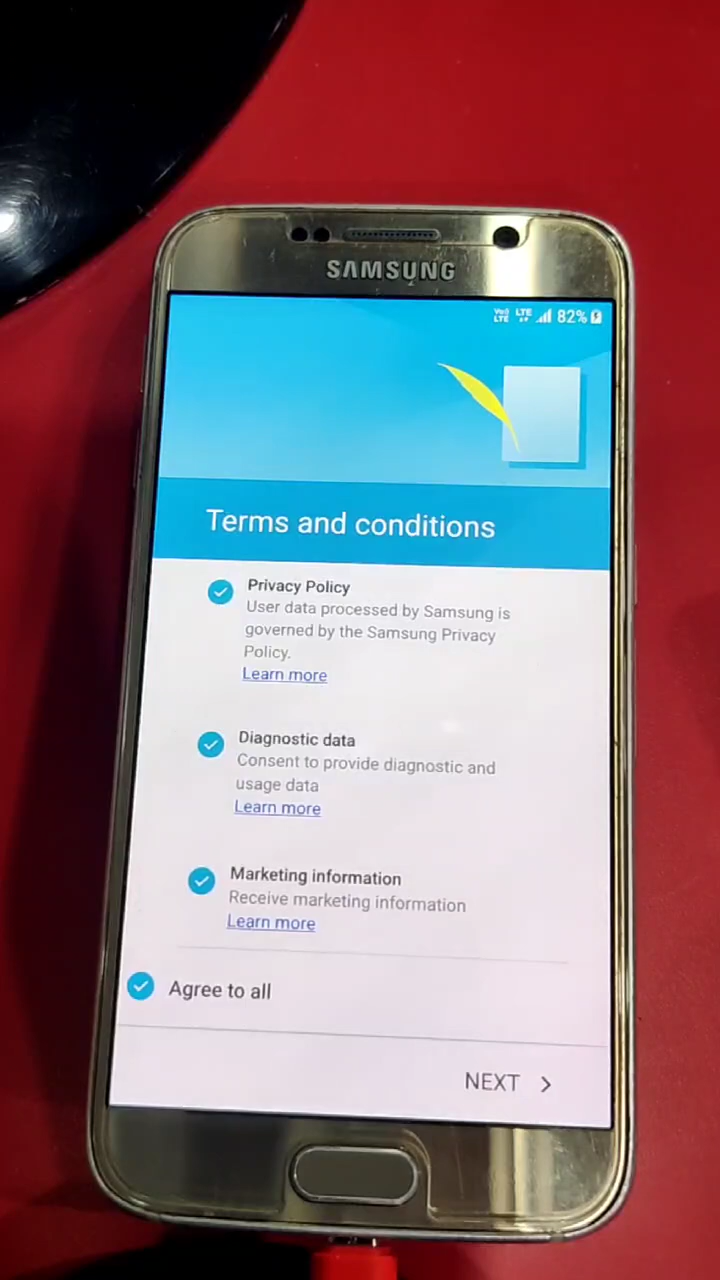 SAMSUNG
VoLTE LTE 82%
Terms and conditions
Privacy Policy
User data processed by Samsung is
governed by the Samsung Privacy
Policy.
Learn more
Diagnostic data
Consent to provide diagnostic and
usage data
Learn more
Marketing information
Receive marketing information
Learn more
Agree to all
NEXT